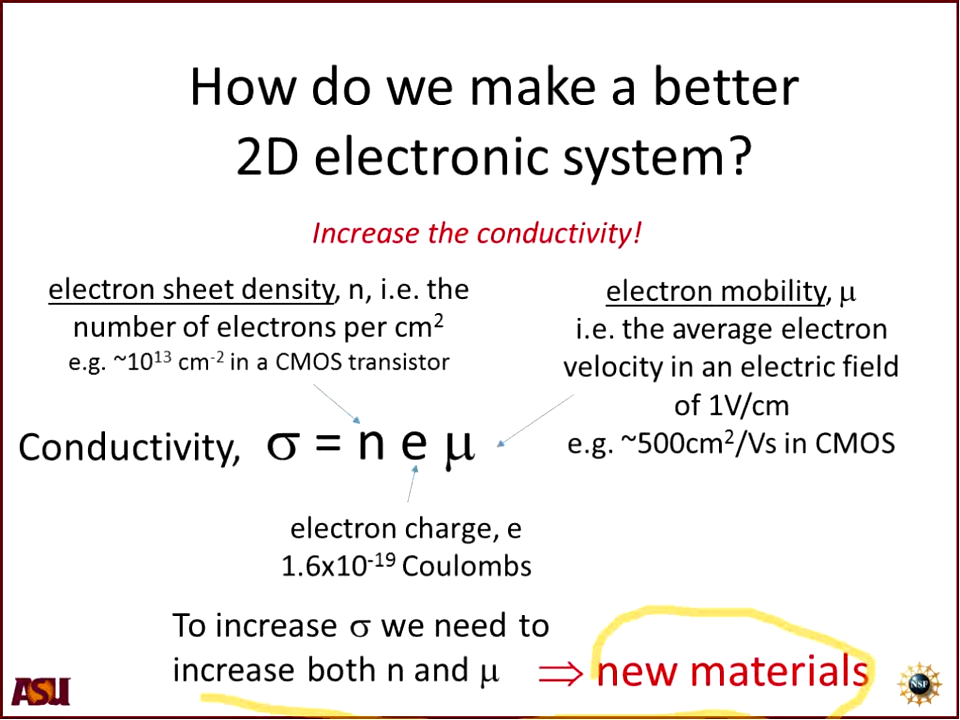 How do we make a better
2D electronic system?
Increase the conductivity!
electron sheet density, n, i.e. the
number of electrons per cm²
e.g. ~10¹³ cm⁻² in a CMOS transistor
electron mobility, μ
i.e. the average electron
velocity in an electric field
of 1V/cm
e.g. ~500cm²/Vs in CMOS
Conductivity, σ = n e μ
electron charge, e
1.6x10⁻¹⁹ Coulombs
To increase σ we need to
increase both n and μ ⇒ new materials
ASU
NSF